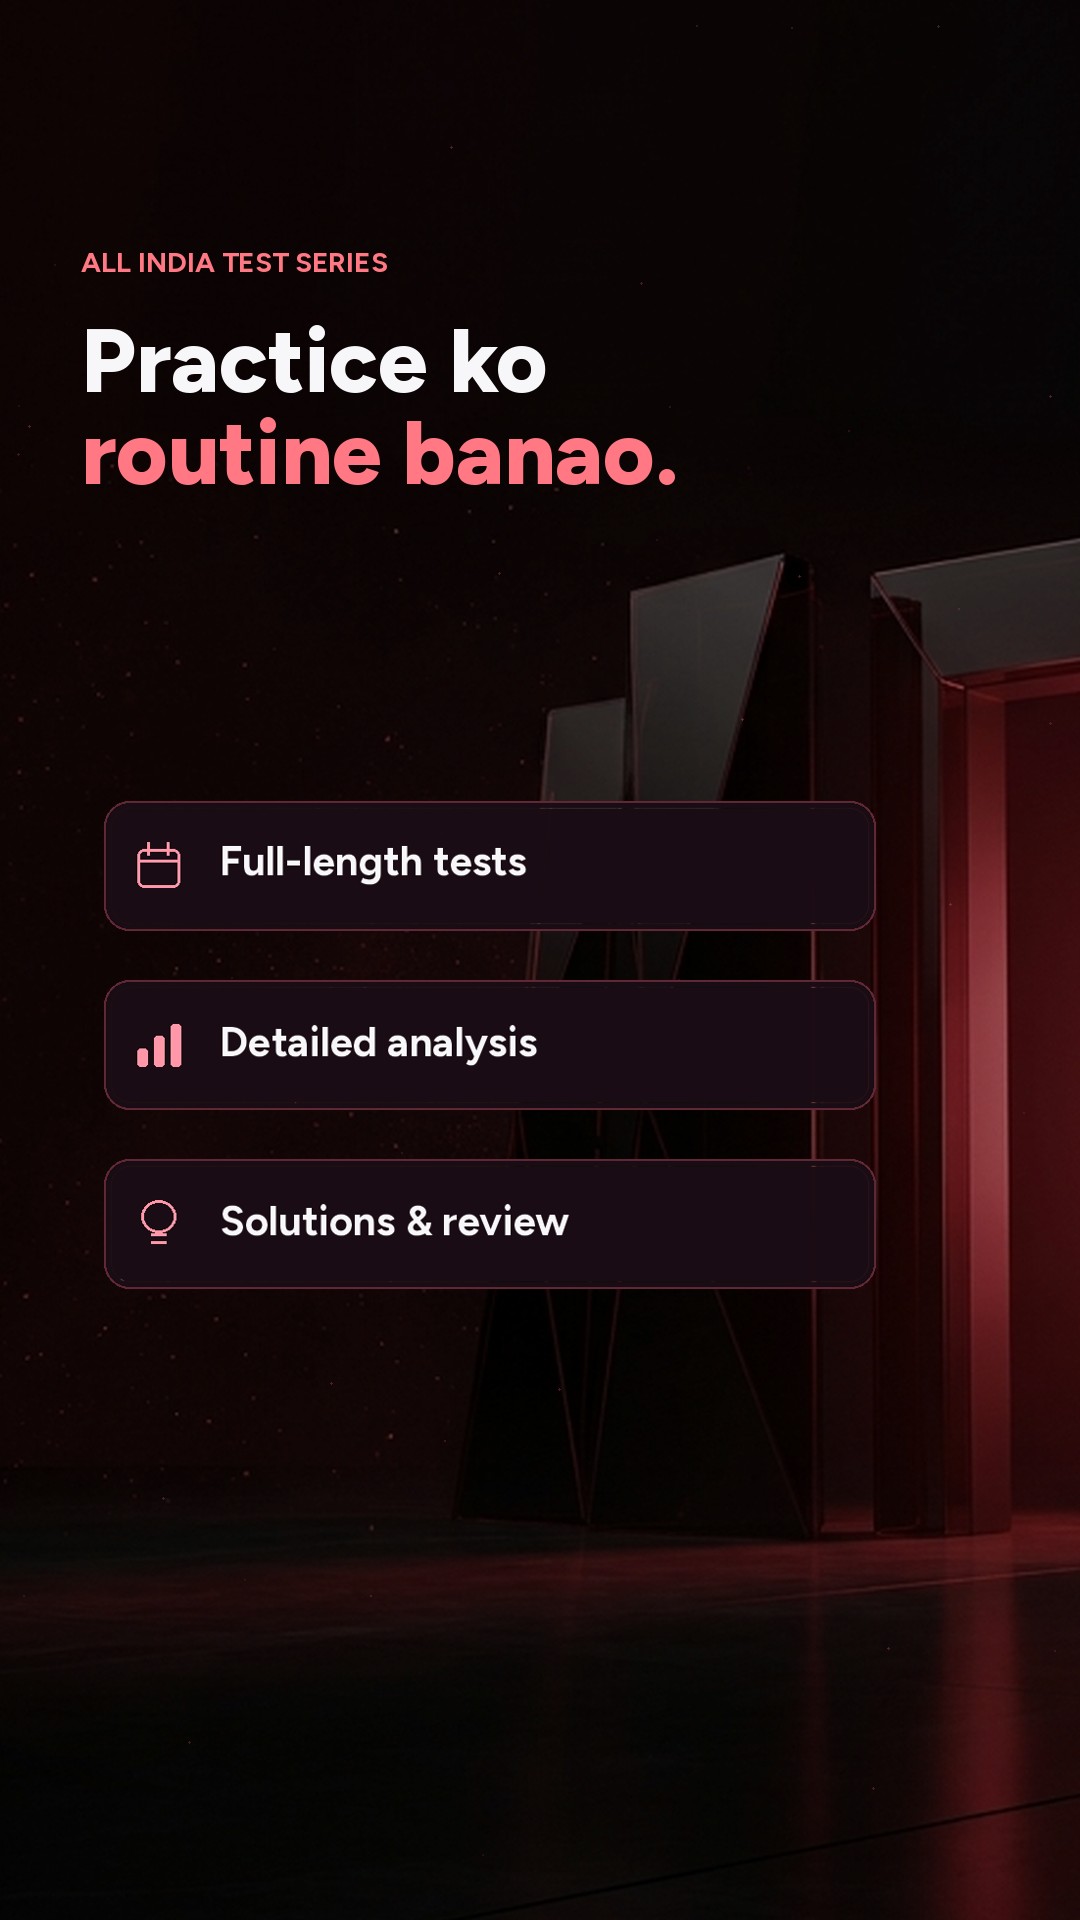 ALL INDIA TEST SERIES
Practice ko
routine banao.
Full-length tests
Detailed analysis
Solutions & review